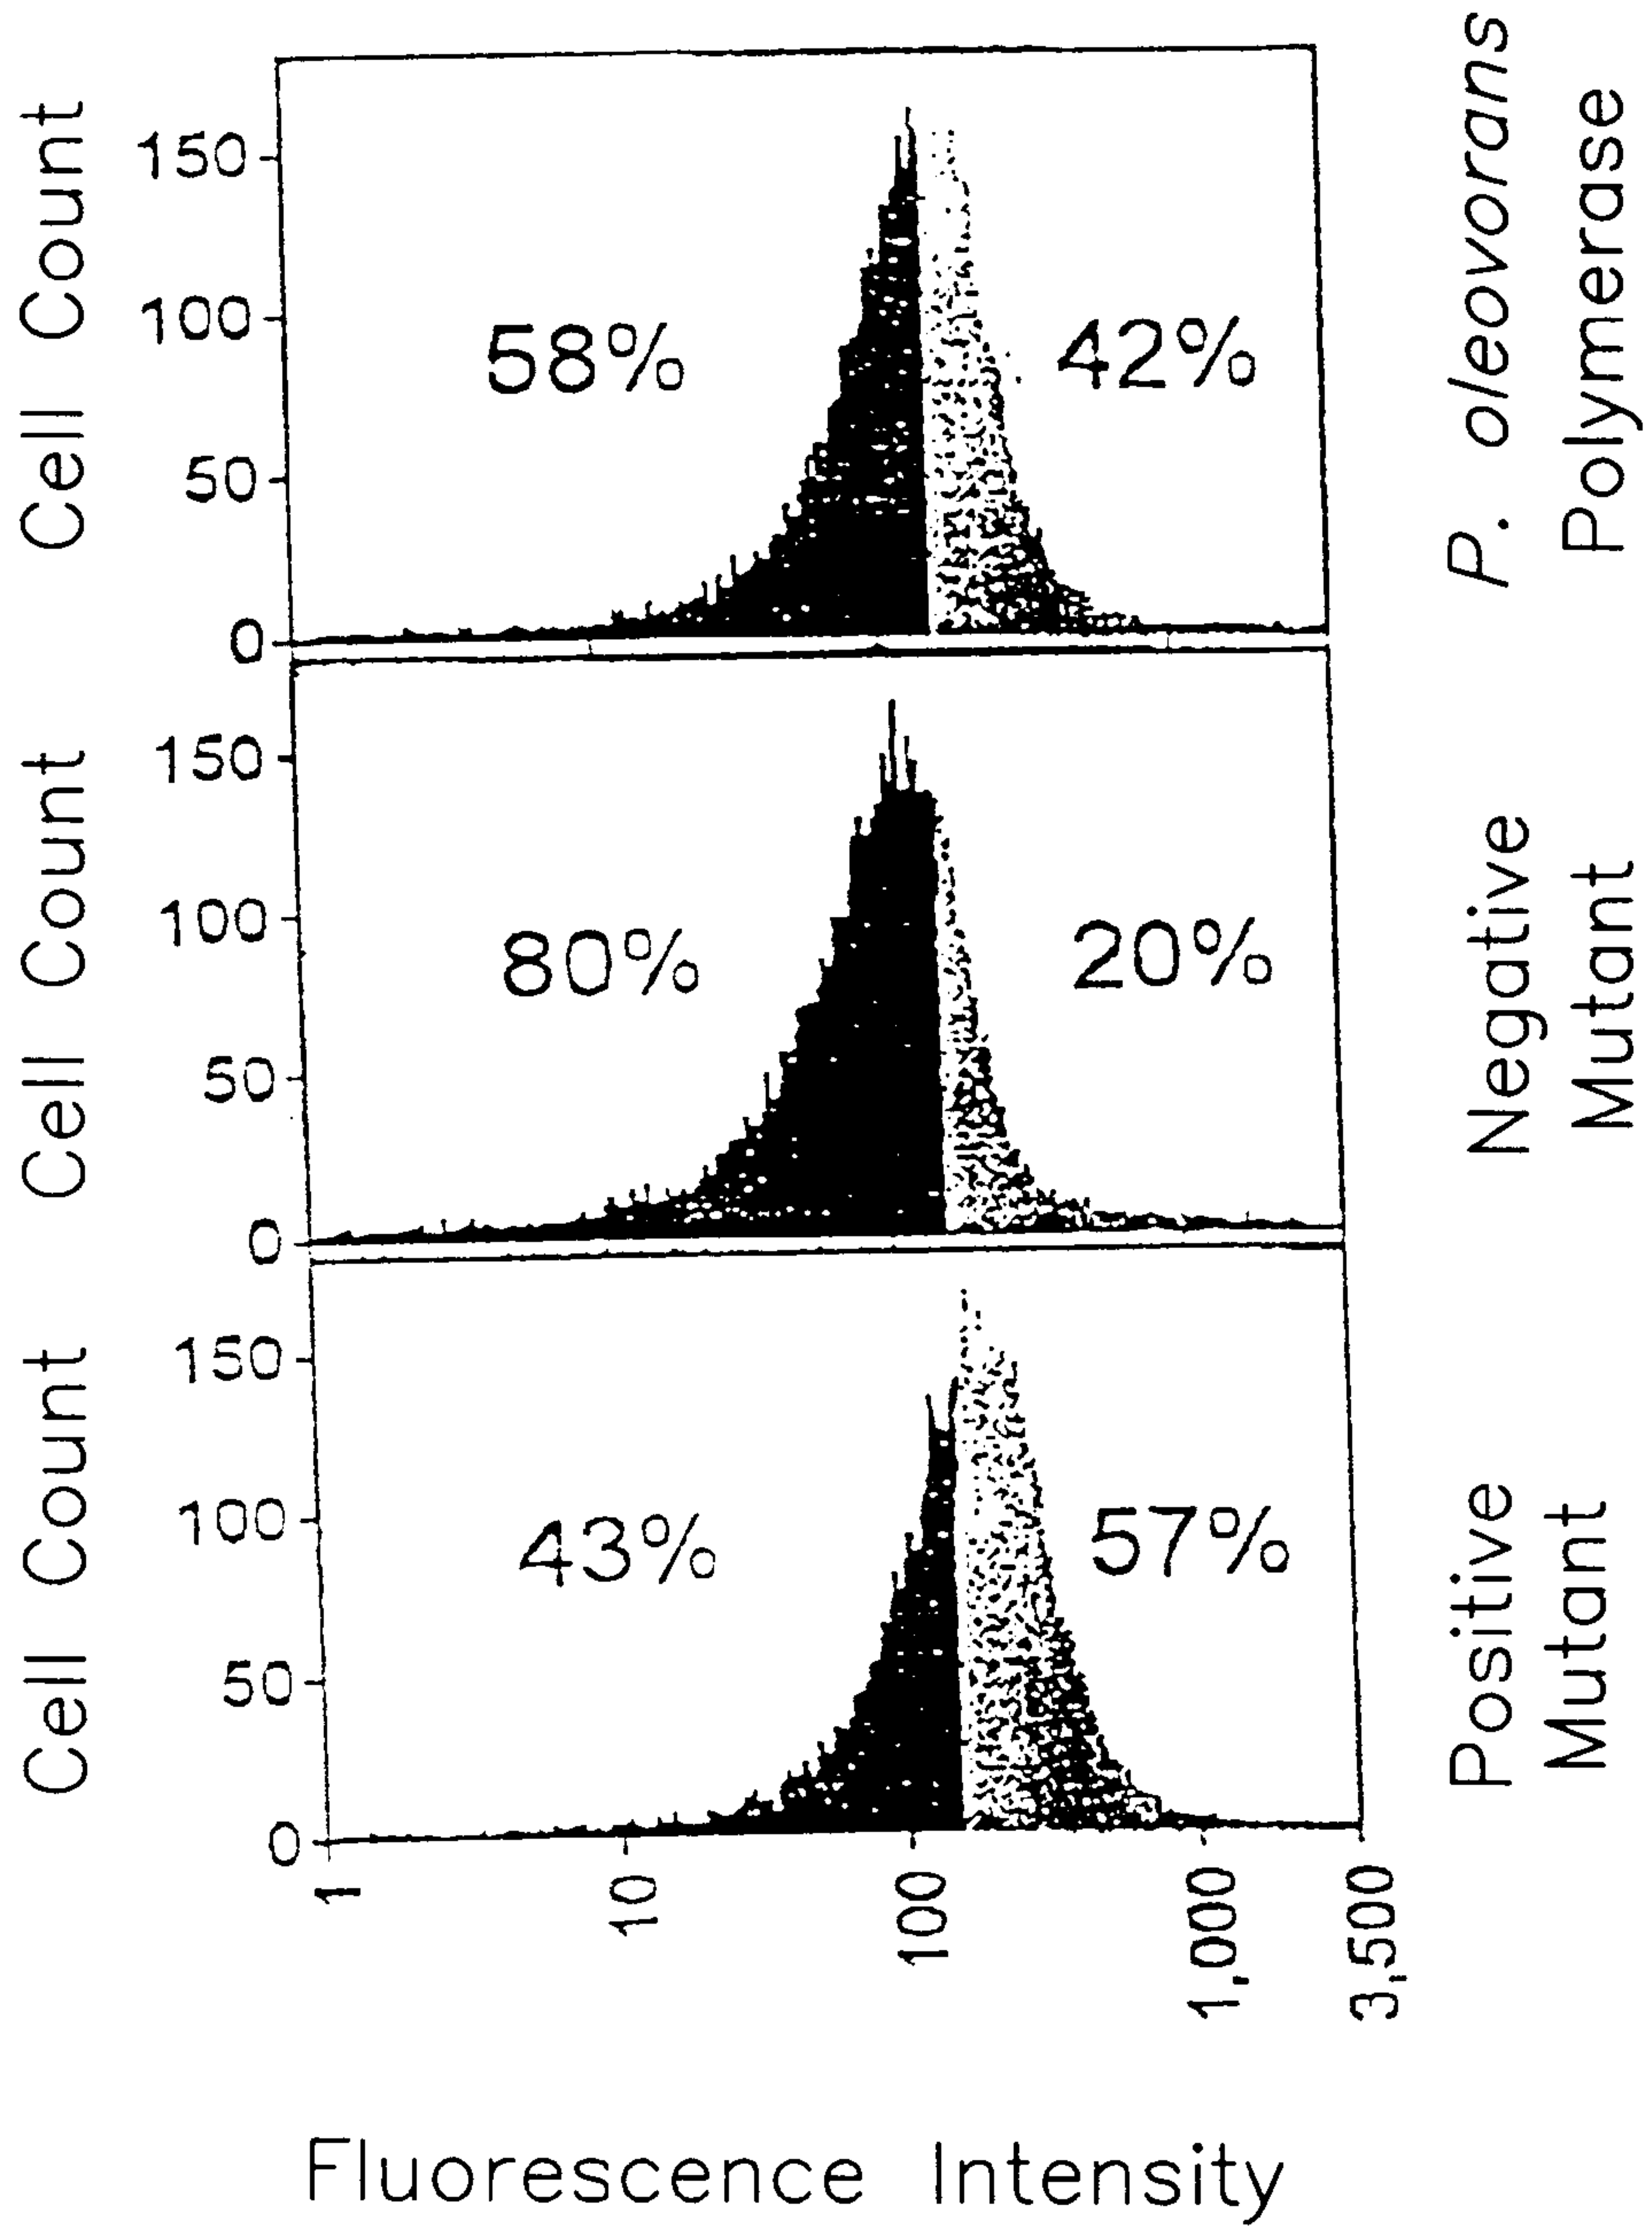 Cell Count
150
100
50
0
58%
42%
P. oleovorans
Polymerase
Cell Count
150
100
50
0
80%
20%
Negative
Mutant
Cell Count
150
100
50
0
43%
57%
Positive
Mutant
1
10
100
1,000
3,500
Fluorescence Intensity